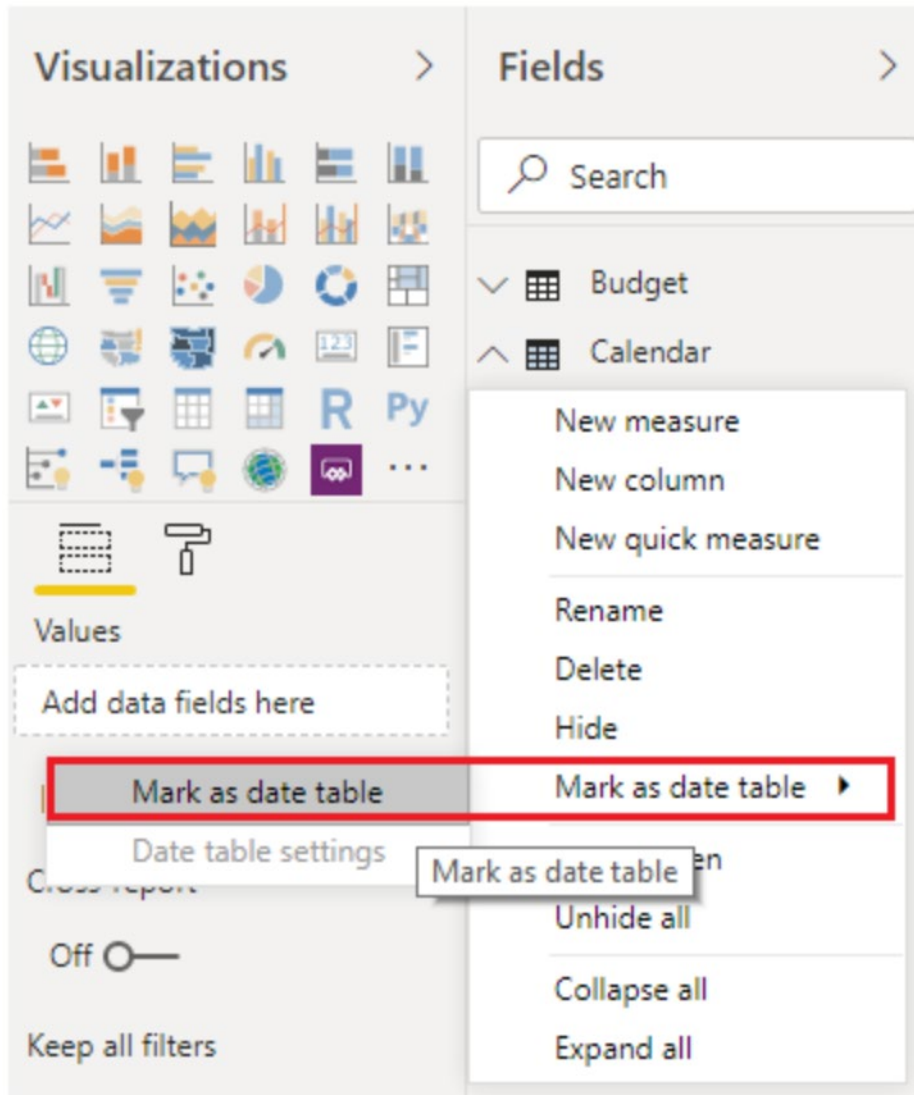 Visualizations
Fields
Search
123
R
Py
Budget
Calendar
Values
Add data fields here
New measure
New column
New quick measure
Rename
Delete
Hide
Mark as date table
Mark as date table
Date table settings
Mark as date table
Unhide all
Collapse all
Expand all
Off
Keep all filters